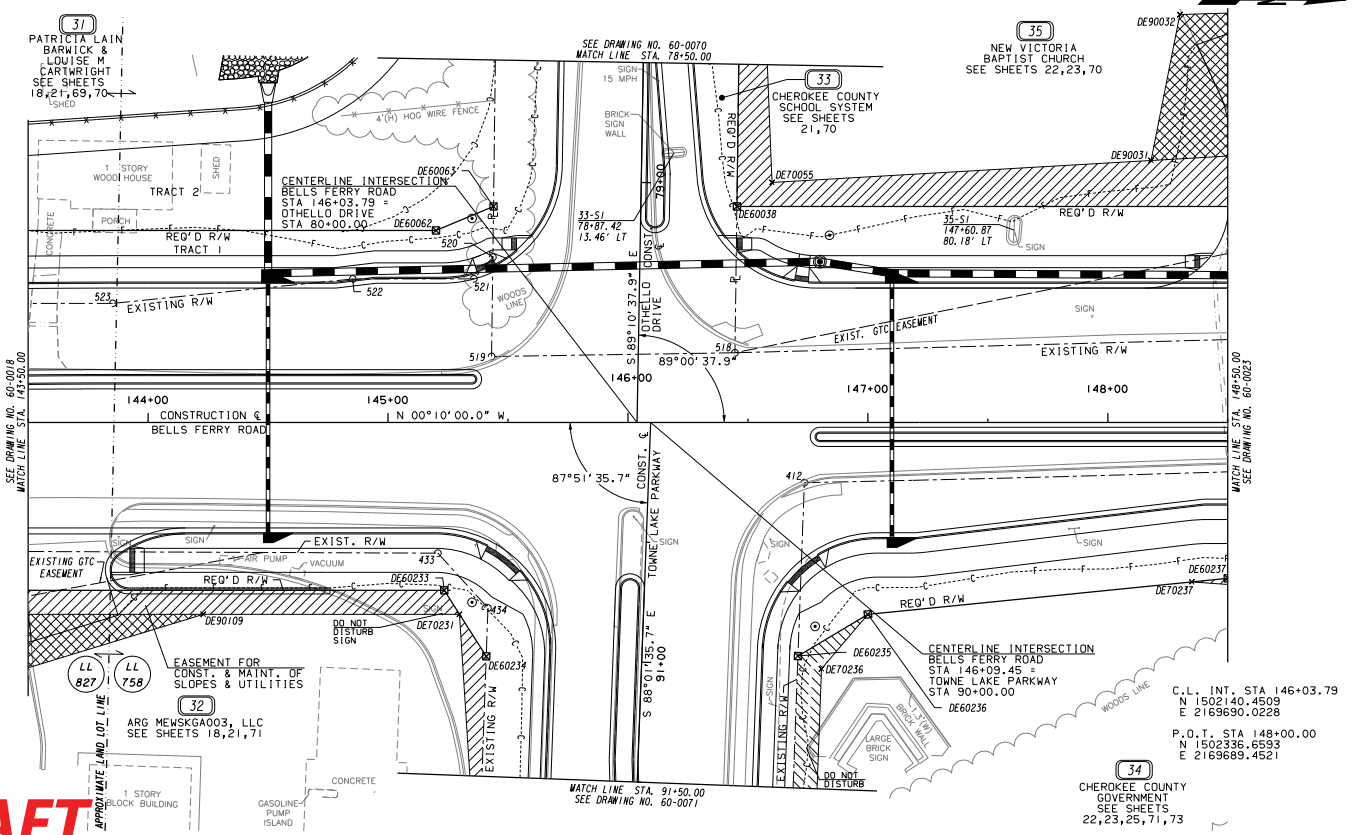 31
PATRICIA LAIN
BARWICK &
LOUISE M
CARTWRIGHT
SEE SHEETS
18,21,69,70
SHED
SEE DRAWING NO. 60-0070
MATCH LINE STA. 78+50.00
SIGN
15 MPH
4'(H) HOG WIRE FENCE
BRICK
SIGN
WALL
33
CHEROKEE COUNTY
SCHOOL SYSTEM
SEE SHEETS
21,70
35
NEW VICTORIA
BAPTIST CHURCH
SEE SHEETS 22,23,70
DE90032
DE90031
DE70055
REQ'D R/W
1 STORY
WOOD HOUSE
SHED
TRACT 2
PORCH
CONCRETE
REQ'D R/W
TRACT 1
CENTERLINE INTERSECTION
BELLS FERRY ROAD
STA 146+03.79 =
OTHELLO DRIVE
STA 80+00.00
DE60063
DE60062
520
521
522
523
EXISTING R/W
WOODS
LINE
519
33-S1
78+87.42
13.46' LT
79+00
S 89°10'37.9" E
CONST. ℄
OTHELLO
DRIVE
DE60038
35-S1
147+60.87
80.18' LT
SIGN
REQ'D R/W
SIGN
EXIST. GTC EASEMENT
518
89°00'37.9"
EXISTING R/W
SEE DRAWING NO. 60-0018
MATCH LINE STA. 143+50.00
144+00
145+00
146+00
147+00
148+00
CONSTRUCTION ℄
N 00°10'00.0" W
BELLS FERRY ROAD
MATCH LINE STA. 148+50.00
SEE DRAWING NO. 60-0023
87°51'35.7"
CONST. ℄
TOWNE LAKE PARKWAY
S 88°01'35.7" E
91+00
412
SIGN
SIGN
EXIST. R/W
AIR PUMP
VACUUM
EXISTING GTC
EASEMENT
REQ'D R/W
433
434
DE60233
DE70231
SIGN
DE60234
DE90109
DO NOT
DISTURB
SIGN
SIGN
SIGN
SIGN
REQ'D R/W
DE60237
DE70237
LL
827
LL
758
EASEMENT FOR
CONST. & MAINT. OF
SLOPES & UTILITIES
32
ARG MEWSKGA003, LLC
SEE SHEETS 18,21,71
APPROXIMATE LAND LOT LINE
1 STORY
BLOCK BUILDING
GASOLINE
PUMP
ISLAND
CONCRETE
EXISTING R/W
MATCH LINE STA. 91+50.00
SEE DRAWING NO. 60-0071
SIGN
EXISTING R/W
DE60235
DE70236
DE60236
1.3'(W)
BRICK WALL
LARGE
BRICK
SIGN
DO NOT
DISTURB
CENTERLINE INTERSECTION
BELLS FERRY ROAD
STA 146+09.45 =
TOWNE LAKE PARKWAY
STA 90+00.00
WOODS LINE
C.L. INT. STA 146+03.79
N 1502140.4509
E 2169690.0228
P.O.T. STA 148+00.00
N 1502336.6593
E 2169689.4521
34
CHEROKEE COUNTY
GOVERNMENT
SEE SHEETS
22,23,25,71,73
AFT